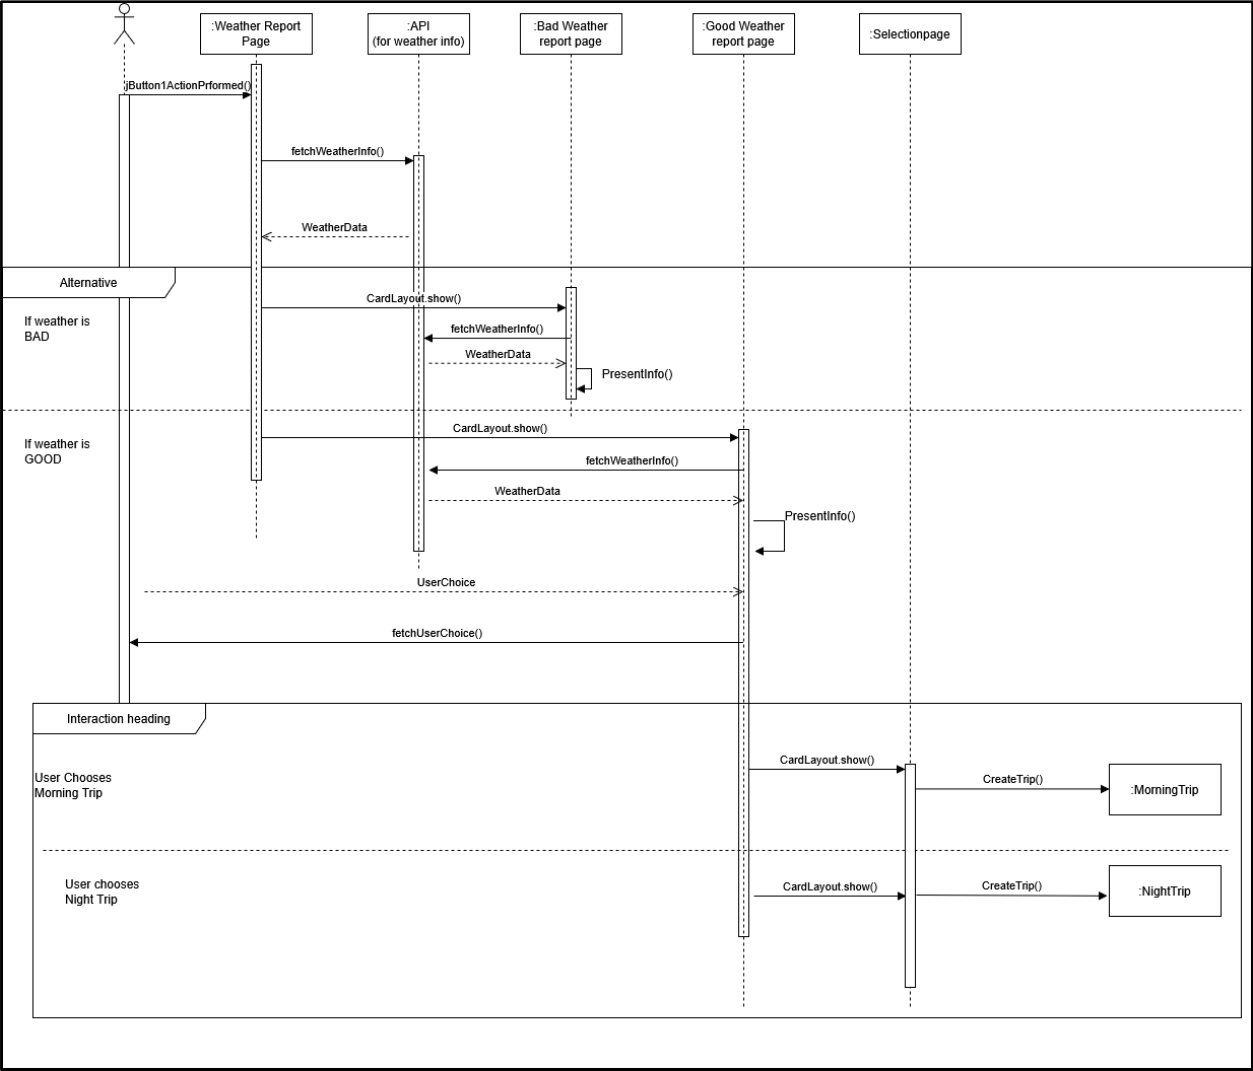 :Weather Report
Page
:API
(for weather info)
:Bad Weather
report page
:Good Weather
report page
:Selectionpage
jButton1ActionPrformed()
fetchWeatherInfo()
WeatherData
Alternative
If weather is
BAD
CardLayout.show()
fetchWeatherInfo()
WeatherData
PresentInfo()
If weather is
GOOD
CardLayout.show()
fetchWeatherInfo()
WeatherData
PresentInfo()
UserChoice
fetchUserChoice()
Interaction heading
User Chooses
Morning Trip
CardLayout.show()
CreateTrip()
:MorningTrip
User chooses
Night Trip
CardLayout.show()
CreateTrip()
:NightTrip